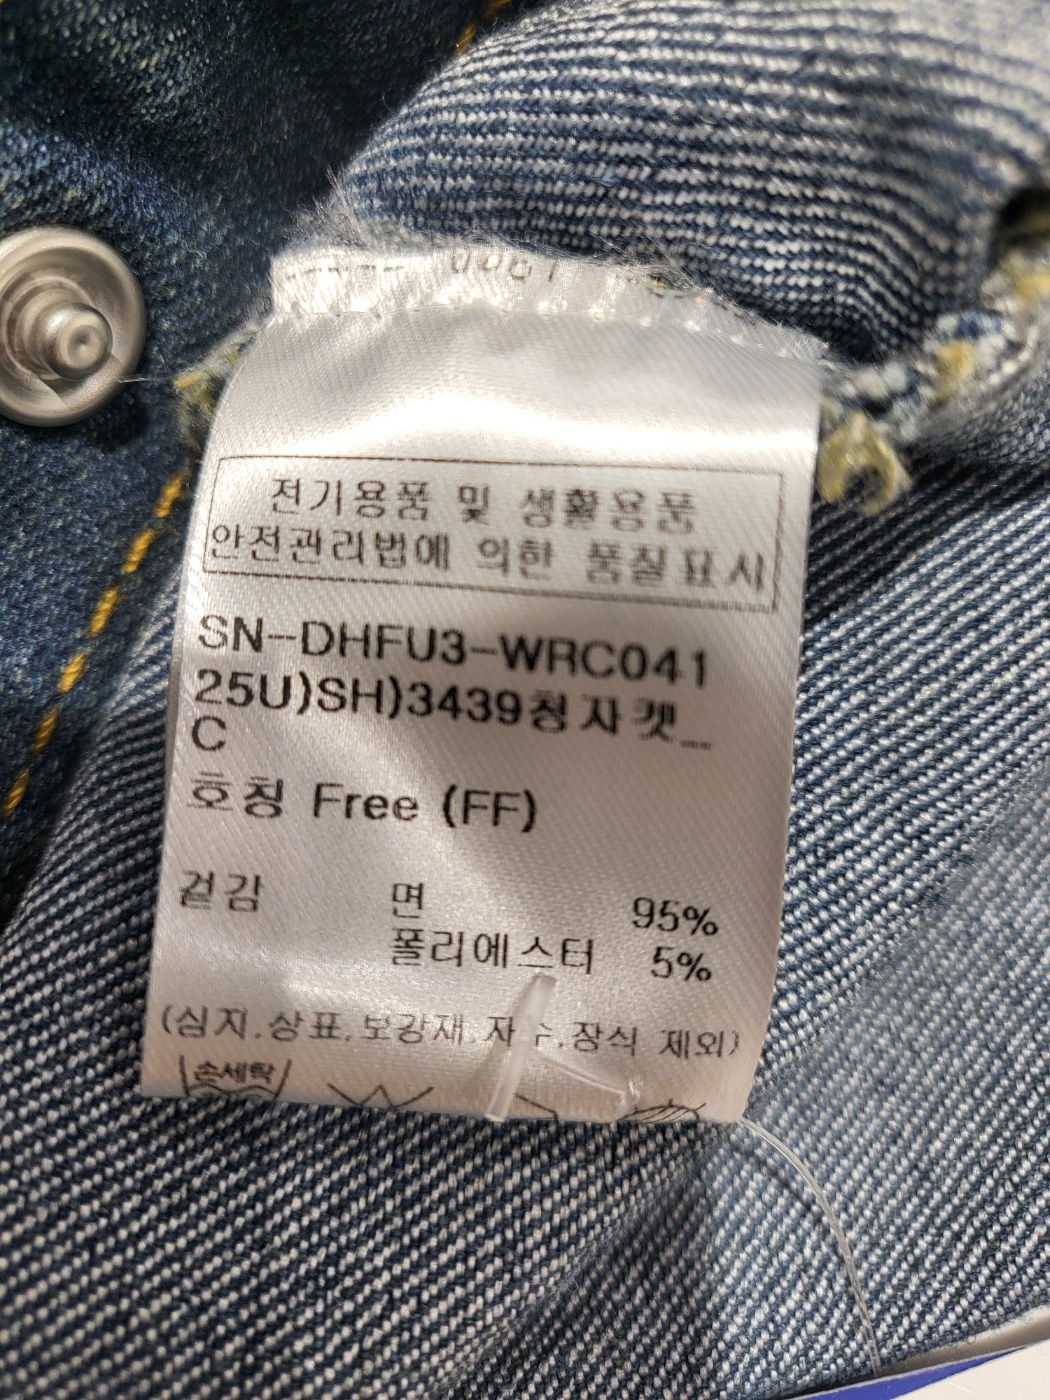 전기용품 및 생활용품
안전관리법에 의한 품질표시
SN-DHFU3-WRC041
25U)SH)3439청자켓_
C
호칭 Free (FF)
겉감 면 95%
폴리에스터 5%
(심지,상표,보강재,자수,장식 제외)
손세탁